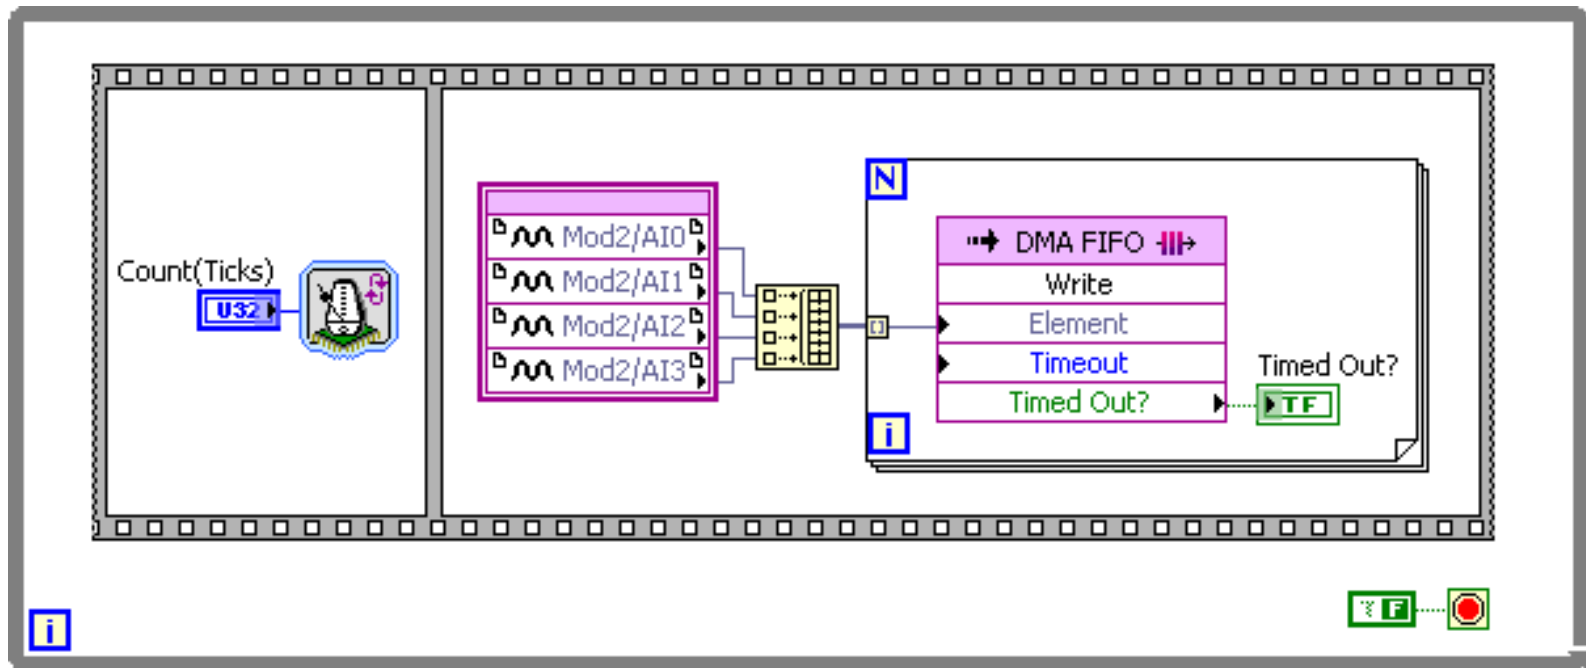 Count(Ticks)
U32
Mod2/AI0
Mod2/AI1
Mod2/AI2
Mod2/AI3
N
DMA FIFO
Write
Element
Timeout
Timed Out?
Timed Out?
TF
i
i
F